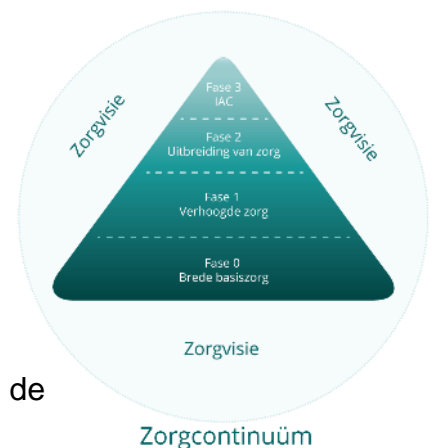 Fase 3
IAC
Zorgvisie
Zorgvisie
Fase 2
Uitbreiding van zorg
Fase 1
Verhoogde zorg
Fase 0
Brede basiszorg
Zorgvisie
de
Zorgcontinuüm